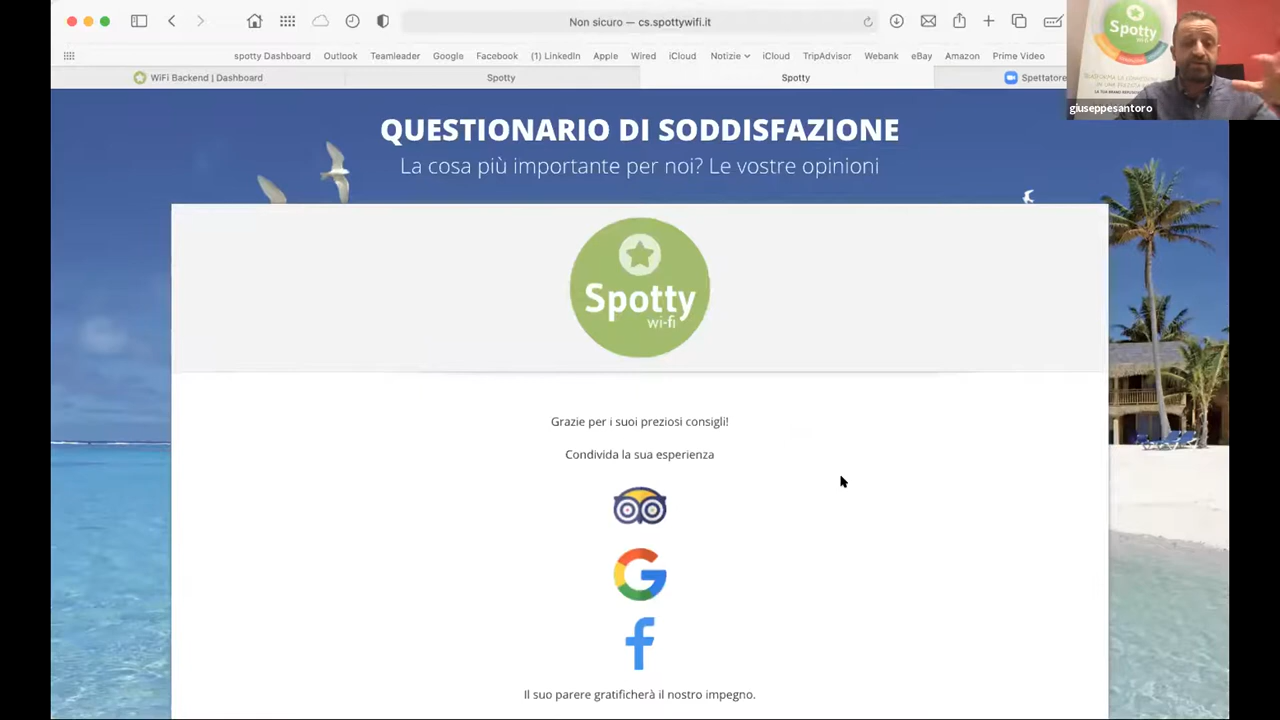 Non sicuro — cs.spottywifi.it
spotty Dashboard Outlook Teamleader Google Facebook (1) LinkedIn Apple Wired iCloud Notizie iCloud TripAdvisor Webank eBay Amazon Prime Video
WiFi Backend | Dashboard Spotty Spotty Spettatore
Spotty
wi-fi
giuseppesantoro
QUESTIONARIO DI SODDISFAZIONE
La cosa più importante per noi? Le vostre opinioni
Spotty
wi-fi
Grazie per i suoi preziosi consigli!
Condivida la sua esperienza
Il suo parere gratificherà il nostro impegno.